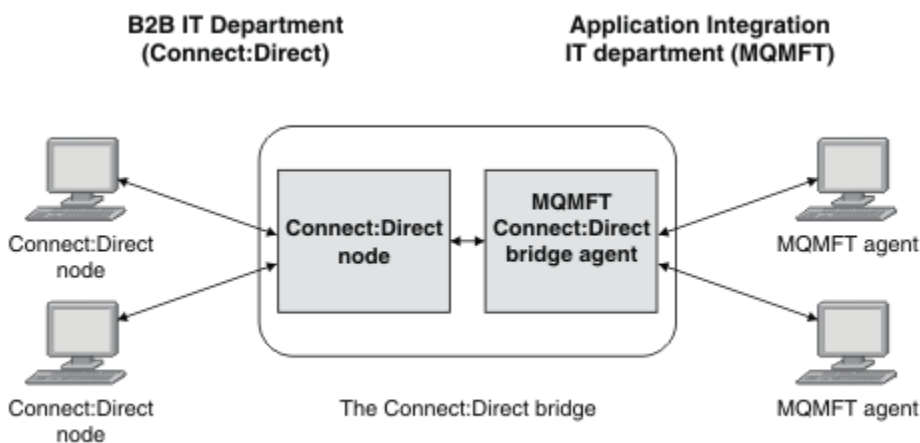 B2B IT Department
(Connect:Direct)
Application Integration
IT department (MQMFT)
Connect:Direct
node
Connect:Direct
node
Connect:Direct
node
MQMFT
Connect:Direct
bridge agent
MQMFT agent
MQMFT agent
The Connect:Direct bridge